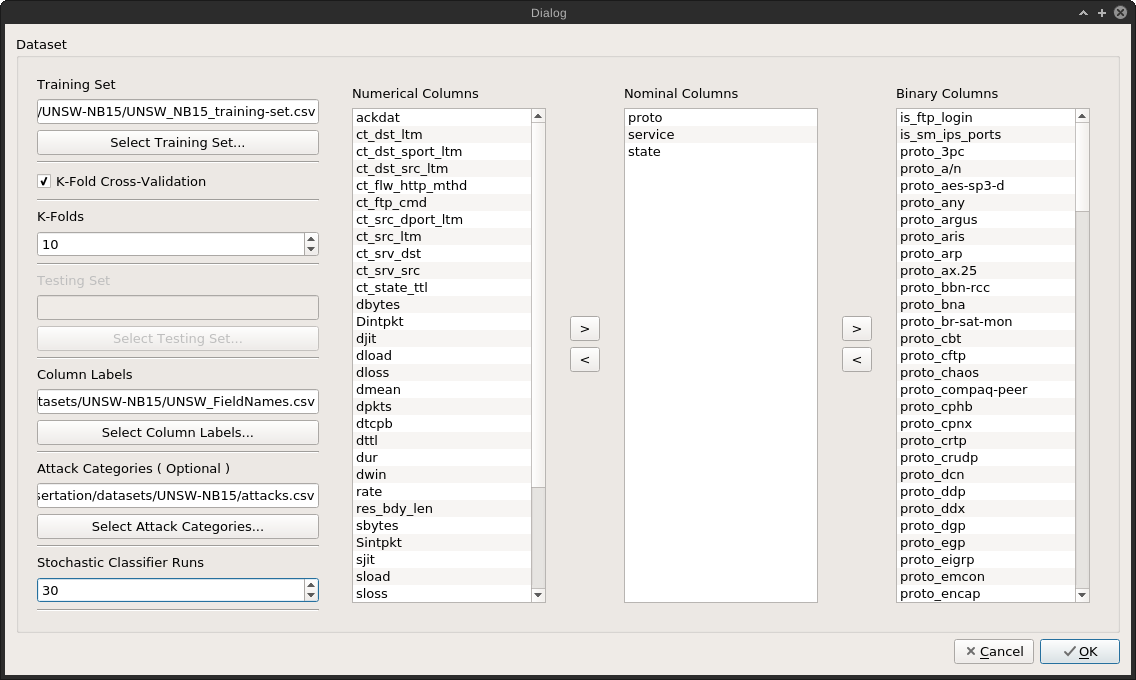 Dialog
Dataset
Training Set
/UNSW-NB15/UNSW_NB15_training-set.csv
Select Training Set...
K-Fold Cross-Validation
K-Folds
10
Testing Set
Select Testing Set...
Column Labels
tasets/UNSW-NB15/UNSW_FieldNames.csv
Select Column Labels...
Attack Categories ( Optional )
sertation/datasets/UNSW-NB15/attacks.csv
Select Attack Categories...
Stochastic Classifier Runs
30
Numerical Columns
ackdat
ct_dst_ltm
ct_dst_sport_ltm
ct_dst_src_ltm
ct_flw_http_mthd
ct_ftp_cmd
ct_src_dport_ltm
ct_src_ltm
ct_srv_dst
ct_srv_src
ct_state_ttl
dbytes
Dintpkt
djit
dload
dloss
dmean
dpkts
dtcpb
dttl
dur
dwin
rate
res_bdy_len
sbytes
Sintpkt
sjit
sload
sloss
>
<
Nominal Columns
proto
service
state
>
<
Binary Columns
is_ftp_login
is_sm_ips_ports
proto_3pc
proto_a/n
proto_aes-sp3-d
proto_any
proto_argus
proto_aris
proto_arp
proto_ax.25
proto_bbn-rcc
proto_bna
proto_br-sat-mon
proto_cbt
proto_cftp
proto_chaos
proto_compaq-peer
proto_cphb
proto_cpnx
proto_crtp
proto_crudp
proto_dcn
proto_ddp
proto_ddx
proto_dgp
proto_egp
proto_eigrp
proto_emcon
proto_encap
Cancel
OK